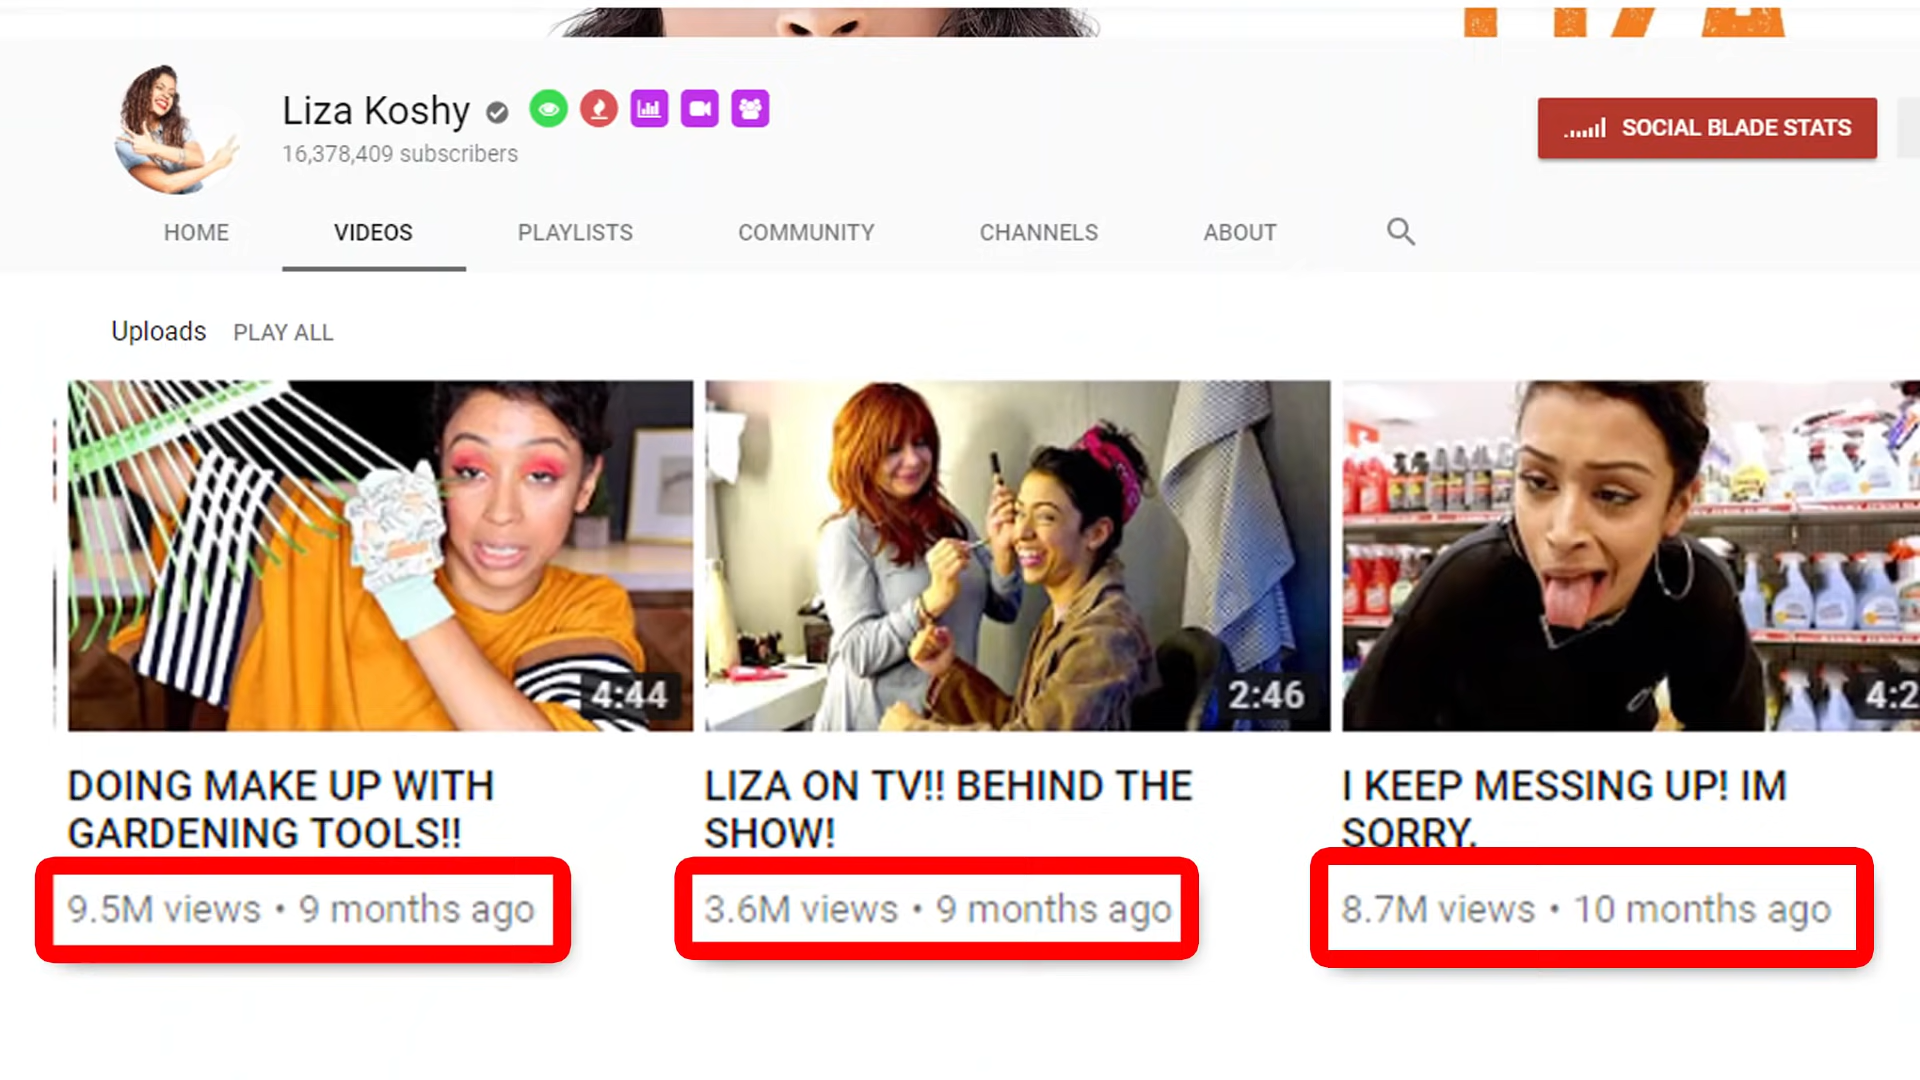 Liza Koshy
16,378,409 subscribers
SOCIAL BLADE STATS
HOME VIDEOS PLAYLISTS COMMUNITY CHANNELS ABOUT
Uploads PLAY ALL
4:44
2:46
4:2
DOING MAKE UP WITH
GARDENING TOOLS!!
9.5M views • 9 months ago
LIZA ON TV!! BEHIND THE
SHOW!
3.6M views • 9 months ago
I KEEP MESSING UP! IM
SORRY.
8.7M views • 10 months ago